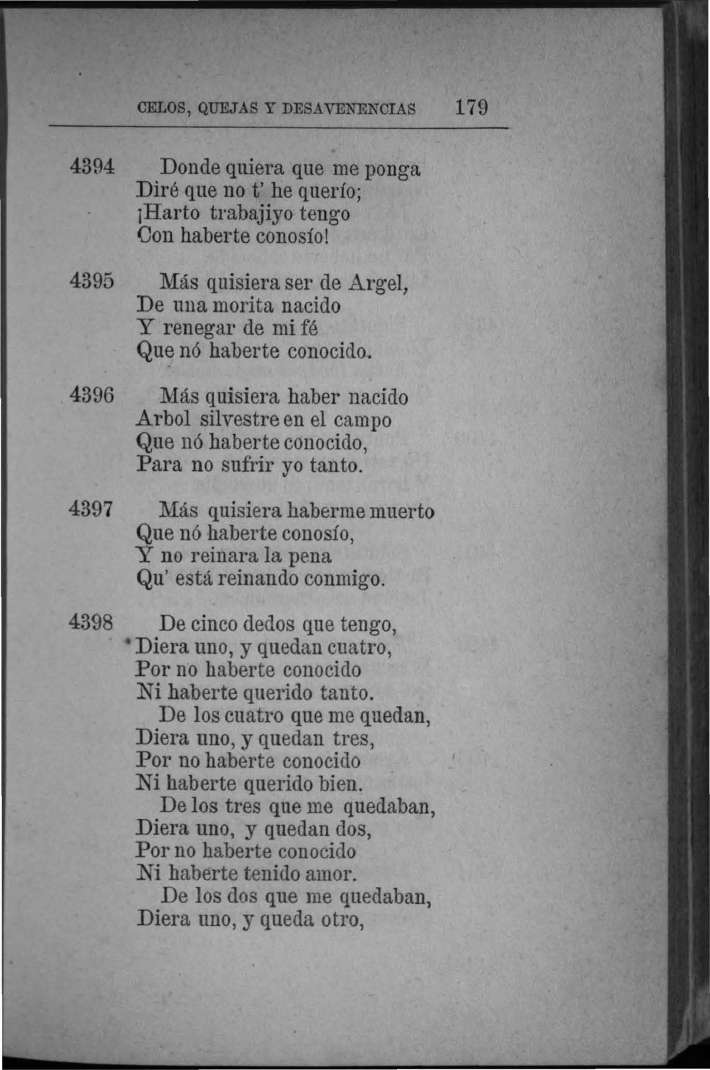 CELOS, QUEJAS Y DESAVENENCIAS 179
4394 Donde quiera que me ponga
Diré que no t' he querío;
¡Harto trabajiyo tengo
Con haberte conosío!
4395 Más quisiera ser de Argel,
De una morita nacido
Y renegar de mi fé
Que nó haberte conocido.
4396 Más quisiera haber nacido
Arbol silvestre en el campo
Que nó haberte conocido,
Para no sufrir yo tanto.
4397 Más quisiera haberme muerto
Que nó haberte conosío,
Y no reinara la pena
Qu' está reinando conmigo.
4398 De cinco dedos que tengo,
Diera uno, y quedan cuatro,
Por no haberte conocido
Ni haberte querido tanto.
De los cuatro que me quedan,
Diera uno, y quedan tres,
Por no haberte conocido
Ni haberte querido bien.
De los tres que me quedaban,
Diera uno, y quedan dos,
Por no haberte conocido
Ni haberte tenido amor.
De los dos que me quedaban,
Diera uno, y queda otro,